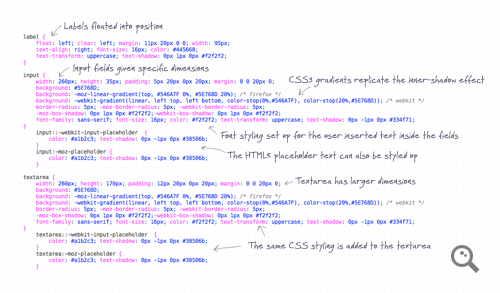 Labels floated into position
label {
float: left; clear: left; margin: 11px 20px 0 0; width: 95px;
text-align: right; font-size: 16px; color: #445668;
text-transform: uppercase; text-shadow: 0px 1px 0px #f2f2f2;
}
Input fields given specific dimensions
input {
width: 260px; height: 35px; padding: 5px 20px 0px 20px; margin: 0 0 20px 0;
CSS3 gradients replicate the inner-shadow effect
background: #5E768D;
background: -moz-linear-gradient(top, #546A7F 0%, #5E768D 20%); /* firefox */
background: -webkit-gradient(linear, left top, left bottom, color-stop(0%,#546A7F), color-stop(20%,#5E768D)); /* webkit */
border-radius: 5px; -moz-border-radius: 5px; -webkit-border-radius: 5px;
-moz-box-shadow: 0px 1px 0px #f2f2f2;-webkit-box-shadow: 0px 1px 0px #f2f2f2;
font-family: sans-serif; font-size: 16px; color: #f2f2f2; text-transform: uppercase; text-shadow: 0px -1px 0px #334f71;
}
Font styling set up for the user inserted text inside the fields
input::-webkit-input-placeholder {
color: #a1b2c3; text-shadow: 0px -1px 0px #38506b;
}
The HTML5 placeholder text can also be styled up
input:-moz-placeholder {
color: #a1b2c3; text-shadow: 0px -1px 0px #38506b;
}
textarea {
Textarea has larger dimensions
width: 260px; height: 170px; padding: 12px 20px 0px 20px; margin: 0 0 20px 0;
background: #5E768D;
background: -moz-linear-gradient(top, #546A7F 0%, #5E768D 20%); /* firefox */
background: -webkit-gradient(linear, left top, left bottom, color-stop(0%,#546A7F), color-stop(20%,#5E768D)); /* webkit */
border-radius: 5px; -moz-border-radius: 5px; -webkit-border-radius: 5px;
-moz-box-shadow: 0px 1px 0px #f2f2f2;-webkit-box-shadow: 0px 1px 0px #f2f2f2;
font-family: sans-serif; font-size: 16px; color: #f2f2f2; text-transform: uppercase; text-shadow: 0px -1px 0px #334f71;
}
textarea::-webkit-input-placeholder {
color: #a1b2c3; text-shadow: 0px -1px 0px #38506b;
}
The same CSS styling is added to the textarea
textarea:-moz-placeholder {
color: #a1b2c3; text-shadow: 0px -1px 0px #38506b;
}